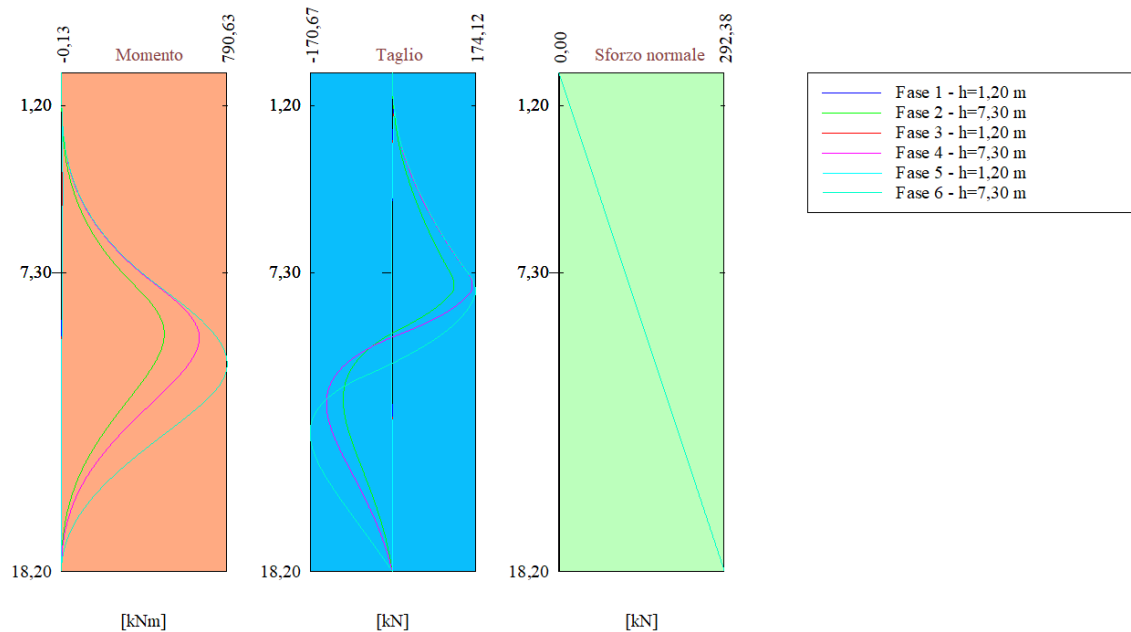 -0,13
790,63
-170,67
174,12
0,00
292,38
Momento
Taglio
Sforzo normale
1,20
1,20
1,20
7,30
7,30
7,30
18,20
18,20
18,20
[kNm]
[kN]
[kN]
Fase 1 - h=1,20 m
Fase 2 - h=7,30 m
Fase 3 - h=1,20 m
Fase 4 - h=7,30 m
Fase 5 - h=1,20 m
Fase 6 - h=7,30 m